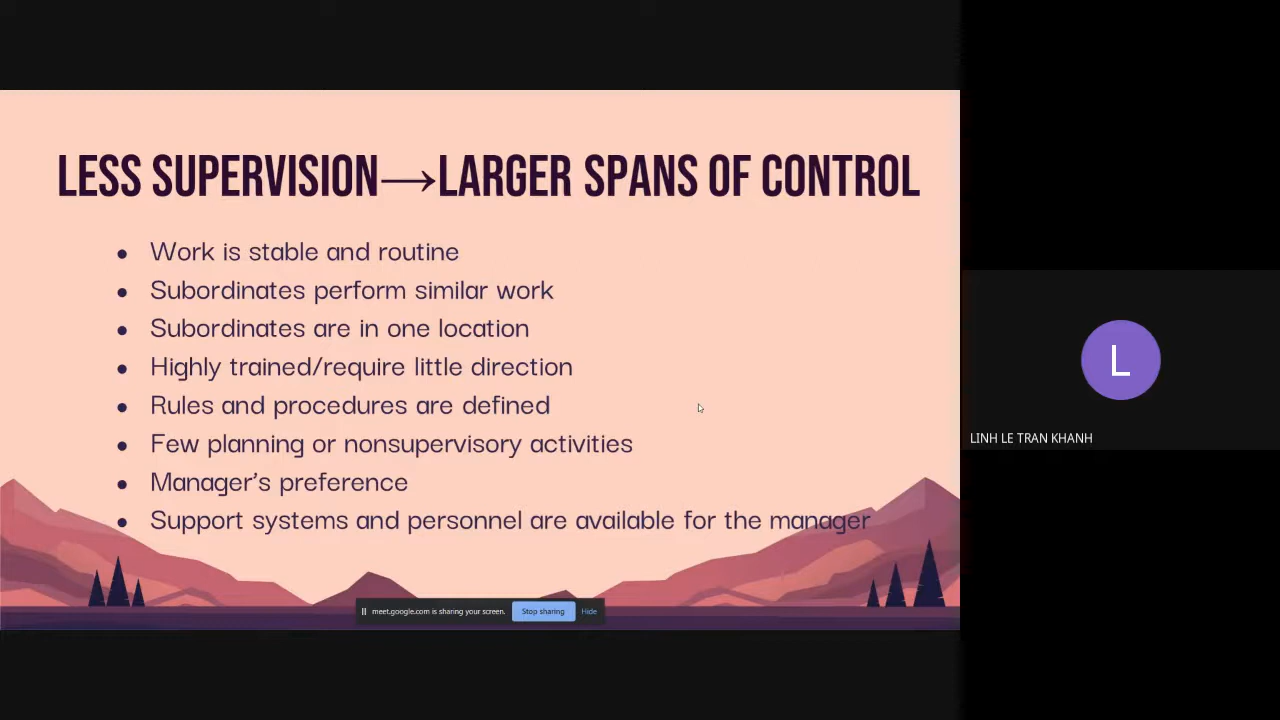 LESS SUPERVISION→LARGER SPANS OF CONTROL
● Work is stable and routine
● Subordinates perform similar work
● Subordinates are in one location
● Highly trained/require little direction
● Rules and procedures are defined
● Few planning or nonsupervisory activities
● Manager's preference
● Support systems and personnel are available for the manager
meet.google.com is sharing your screen. Stop sharing Hide
L
LINH LE TRAN KHANH